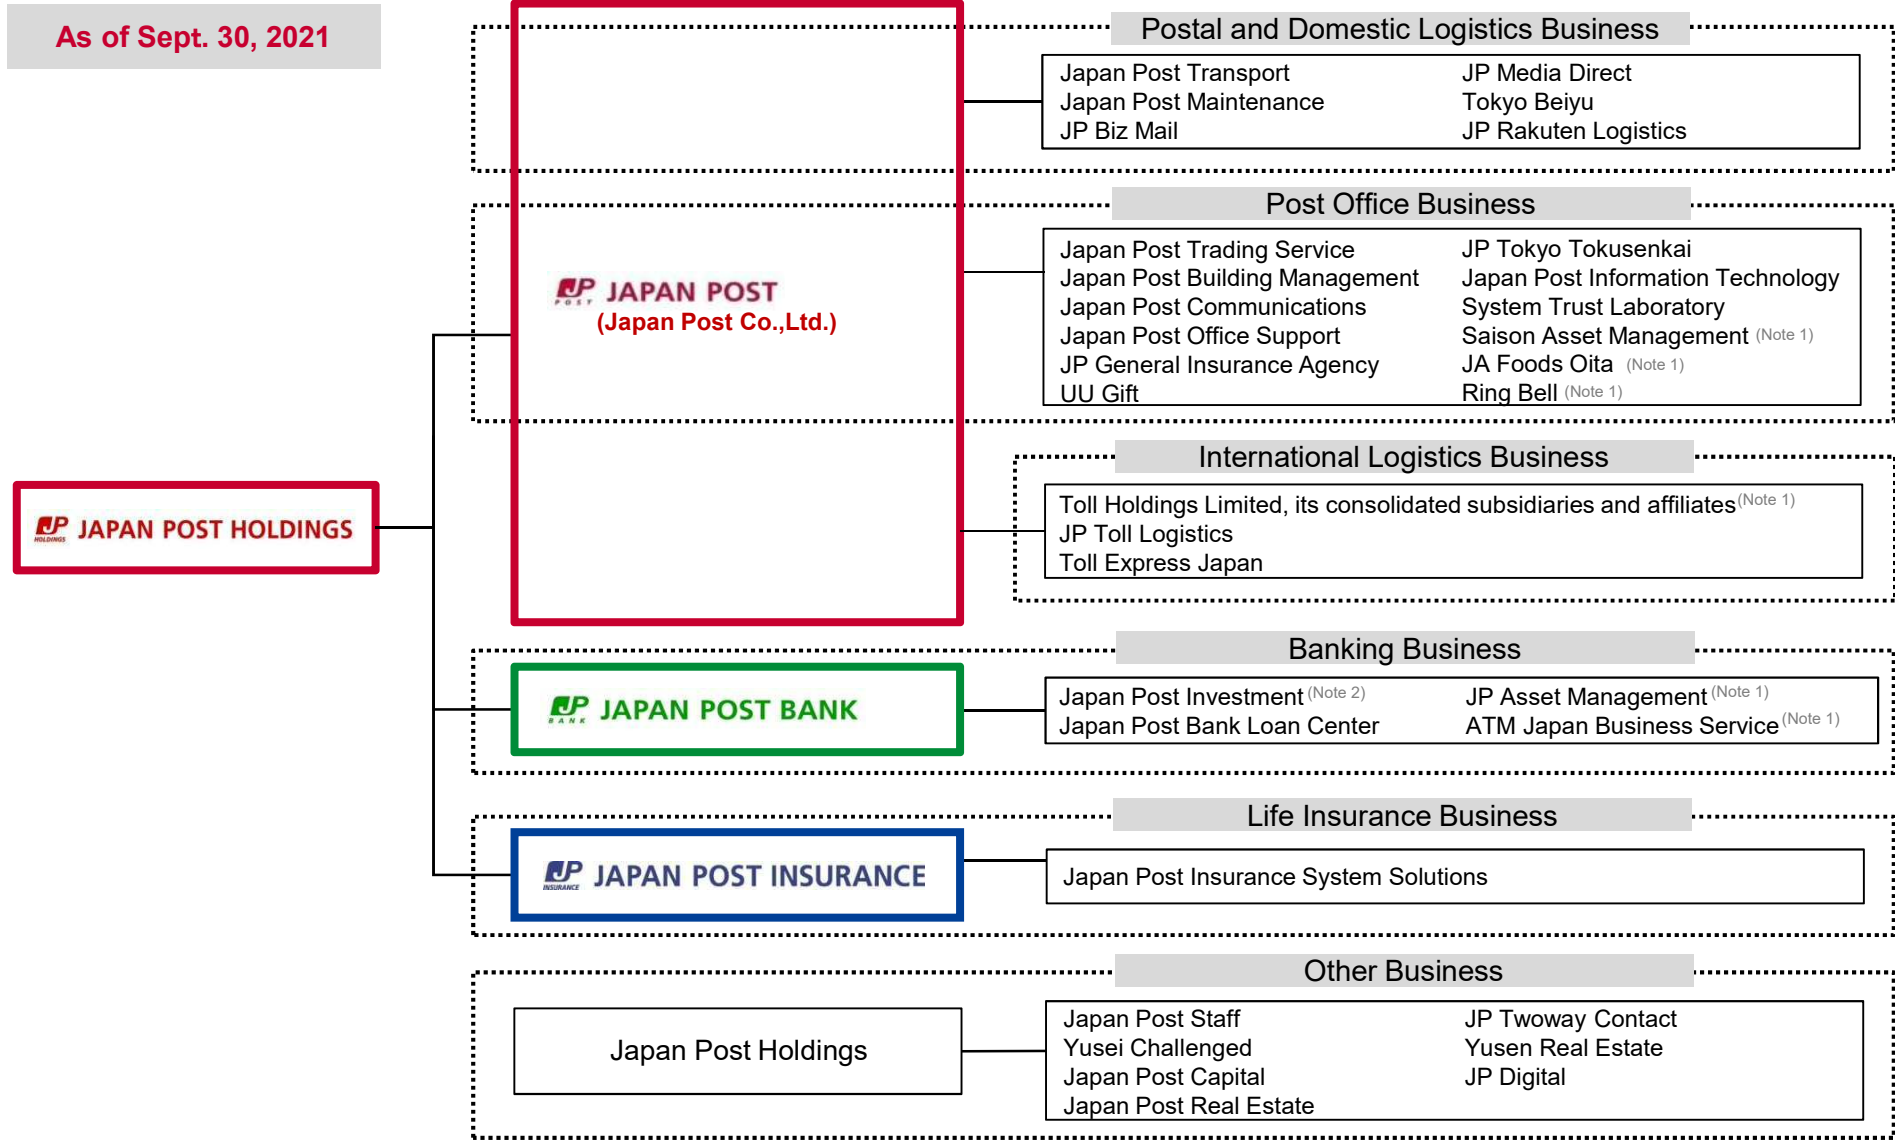 As of Sept. 30, 2021
Postal and Domestic Logistics Business
Japan Post Transport
Japan Post Maintenance
JP Biz Mail
JP Media Direct
Tokyo Beiyu
JP Rakuten Logistics
Post Office Business
JP POST JAPAN POST
(Japan Post Co.,Ltd.)
Japan Post Trading Service
Japan Post Building Management
Japan Post Communications
Japan Post Office Support
JP General Insurance Agency
UU Gift
JP Tokyo Tokusenkai
Japan Post Information Technology
System Trust Laboratory
Saison Asset Management (Note 1)
JA Foods Oita (Note 1)
Ring Bell (Note 1)
International Logistics Business
Toll Holdings Limited, its consolidated subsidiaries and affiliates (Note 1)
JP Toll Logistics
Toll Express Japan
JP HOLDINGS JAPAN POST HOLDINGS
Banking Business
JP BANK JAPAN POST BANK
Japan Post Investment (Note 2)
Japan Post Bank Loan Center
JP Asset Management (Note 1)
ATM Japan Business Service (Note 1)
Life Insurance Business
JP INSURANCE JAPAN POST INSURANCE
Japan Post Insurance System Solutions
Other Business
Japan Post Holdings
Japan Post Staff
Yusei Challenged
Japan Post Capital
Japan Post Real Estate
JP Twoway Contact
Yusen Real Estate
JP Digital